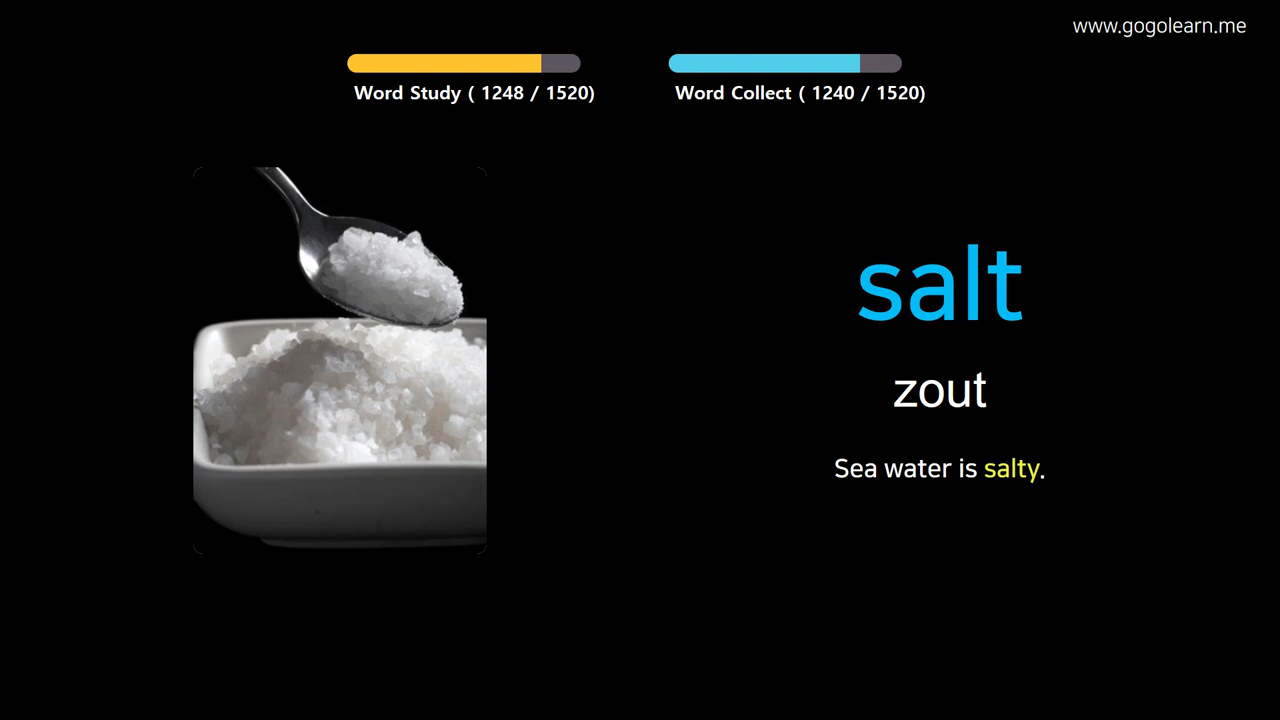 www.gogolearn.me
Word Study ( 1248 / 1520)
Word Collect ( 1240 / 1520)
salt
zout
Sea water is salty.